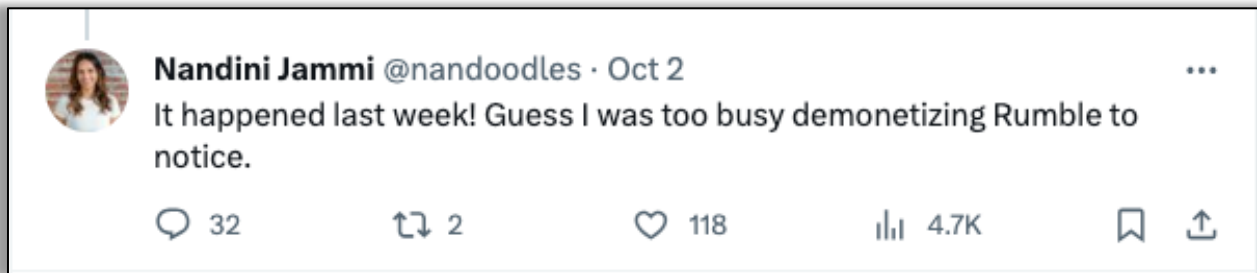 Nandini Jammi @nandoodles · Oct 2
It happened last week! Guess I was too busy demonetizing Rumble to
notice.
32 2 118 4.7K